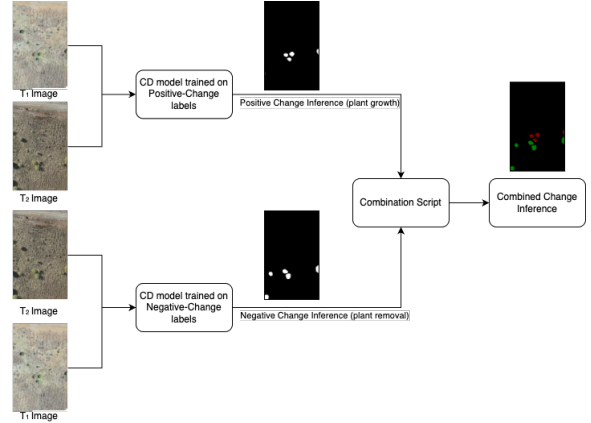 T1 Image
CD model trained on
Positive-Change
labels
Positive Change Inference (plant growth)
T2 Image
Combination Script
Combined Change
Inference
T2 Image
CD model trained on
Negative-Change
labels
Negative Change Inference (plant removal)
T1 Image